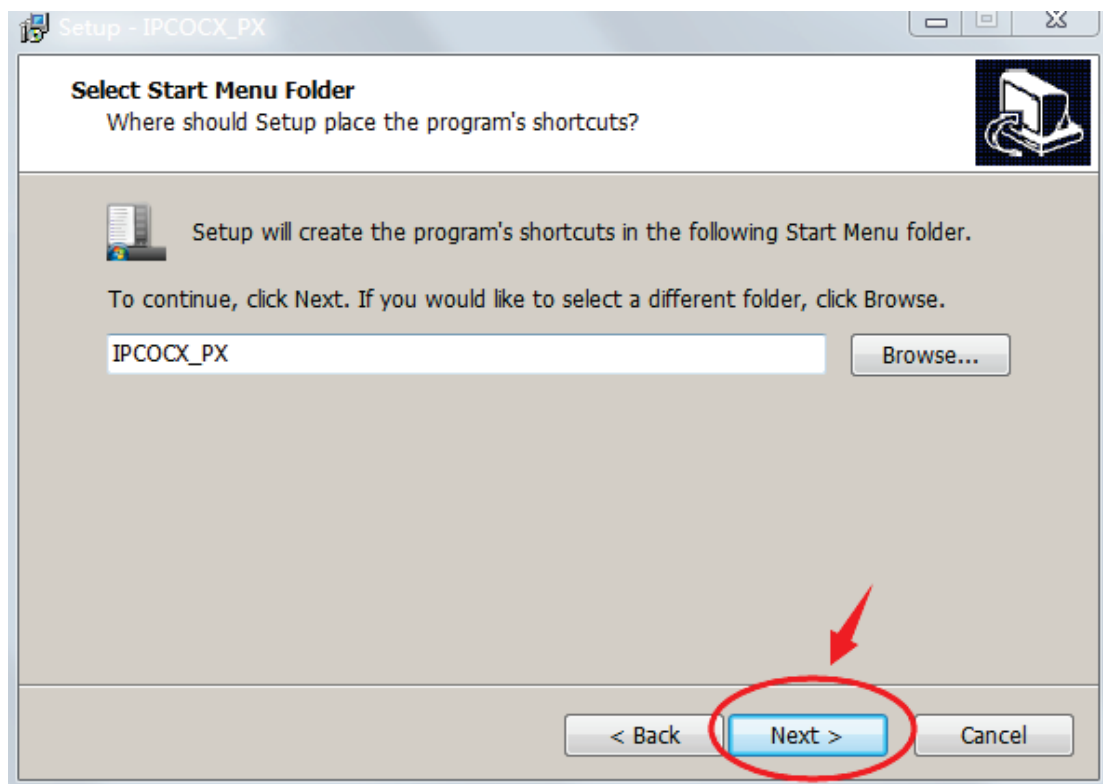 Setup - IPCOCX_PX
Select Start Menu Folder
Where should Setup place the program's shortcuts?
Setup will create the program's shortcuts in the following Start Menu folder.
To continue, click Next. If you would like to select a different folder, click Browse.
IPCOCX_PX
Browse...
< Back
Next >
Cancel